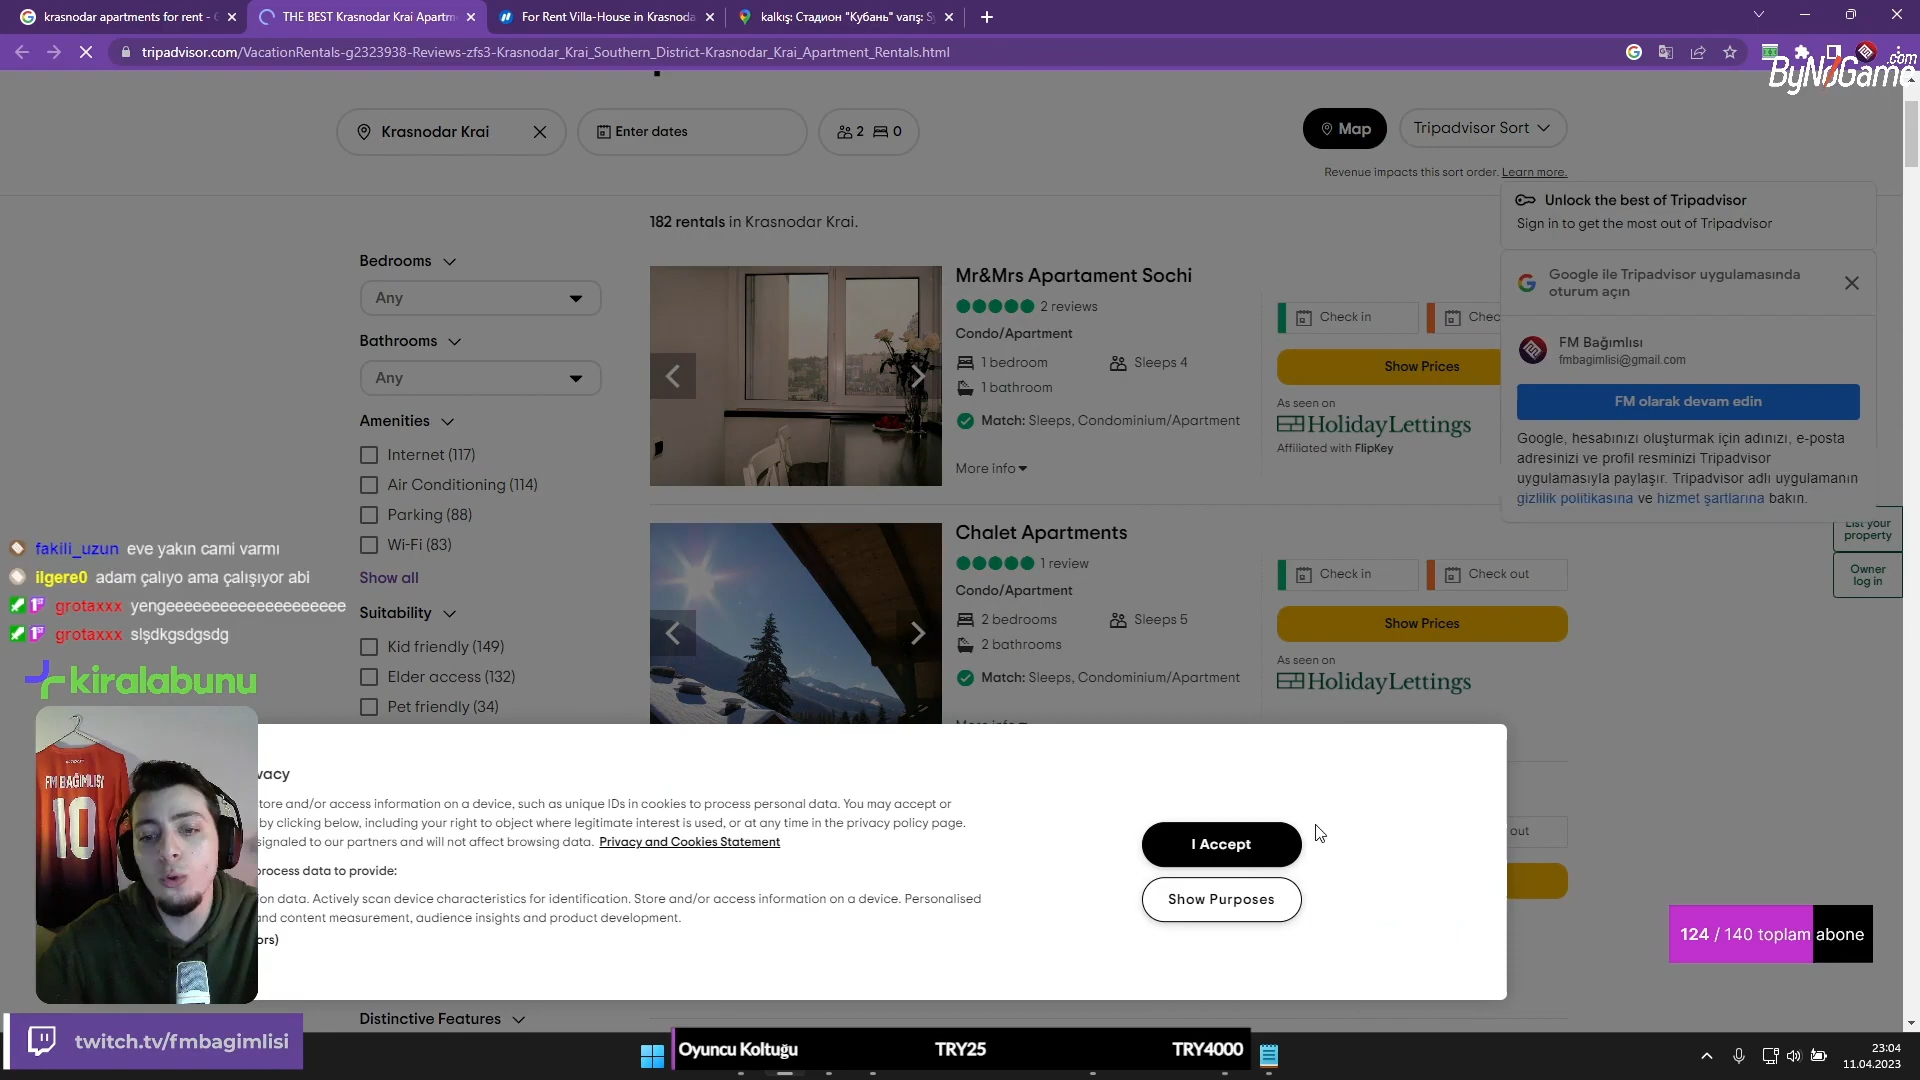 krasnodar apartments for rent - G
THE BEST Krasnodar Krai Apartm
For Rent Villa-House in Krasnoda
kalkış: Стадион "Кубань" varış: Sy
tripadvisor.com/VacationRentals-g2323938-Reviews-zfs3-Krasnodar_Krai_Southern_District-Krasnodar_Krai_Apartment_Rentals.html
ByNoGame.com
Krasnodar Krai
Enter dates
2 0
Map
Tripadvisor Sort
Revenue impacts this sort order. Learn more.
Unlock the best of Tripadvisor
Sign in to get the most out of Tripadvisor
182 rentals in Krasnodar Krai.
Google ile Tripadvisor uygulamasında
oturum açın
FM Bağımlısı
fmbagimlisi@gmail.com
FM olarak devam edin
Google, hesabınızı oluşturmak için adınızı, e-posta
adresinizi ve profil resminizi Tripadvisor
uygulamasıyla paylaşır. Tripadvisor adlı uygulamanın
gizlilik politikasına ve hizmet şartlarına bakın.
Bedrooms
Any
Bathrooms
Any
Amenities
Internet (117)
Air Conditioning (114)
Parking (88)
Wi-Fi (83)
Show all
Suitability
Kid friendly (149)
Elder access (132)
Pet friendly (34)
Mr&Mrs Apartament Sochi
2 reviews
Condo/Apartment
1 bedroom
Sleeps 4
1 bathroom
Match: Sleeps, Condominium/Apartment
More info
Check in
Chec
Show Prices
As seen on
HolidayLettings
Affiliated with FlipKey
Chalet Apartments
1 review
Condo/Apartment
2 bedrooms
Sleeps 5
2 bathrooms
Match: Sleeps, Condominium/Apartment
More info
Check in
Check out
Show Prices
As seen on
HolidayLettings
List your
property
Owner
log in
fakili_uzun eve yakın cami varmı
ilgere0 adam çalıyo ama çalışıyor abi
grotaxxx yengeeeeeeeeeeeeeeeeeeee
grotaxxx slşdkgsdgsdg
kiralabunu
FM BAĞIMLISI
10
vacy
tore and/or access information on a device, such as unique IDs in cookies to process personal data. You may accept or
by clicking below, including your right to object where legitimate interest is used, or at any time in the privacy policy page.
signaled to our partners and will not affect browsing data. Privacy and Cookies Statement
process data to provide:
ion data. Actively scan device characteristics for identification. Store and/or access information on a device. Personalised
and content measurement, audience insights and product development.
ors)
I Accept
Show Purposes
out
124 / 140 toplam abone
Distinctive Features
twitch.tv/fmbagimlisi
Oyuncu Koltuğu TRY25 TRY4000
23:04
11.04.2023